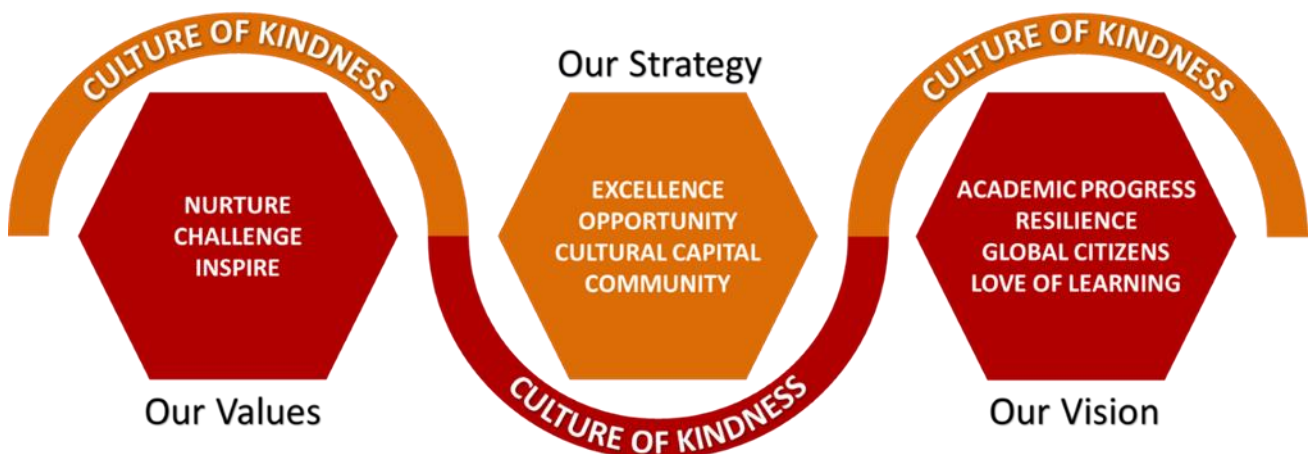 CULTURE OF KINDNESS
NURTURE
CHALLENGE
INSPIRE
Our Values
Our Strategy
EXCELLENCE
OPPORTUNITY
CULTURAL CAPITAL
COMMUNITY
CULTURE OF KINDNESS
CULTURE OF KINDNESS
ACADEMIC PROGRESS
RESILIENCE
GLOBAL CITIZENS
LOVE OF LEARNING
Our Vision